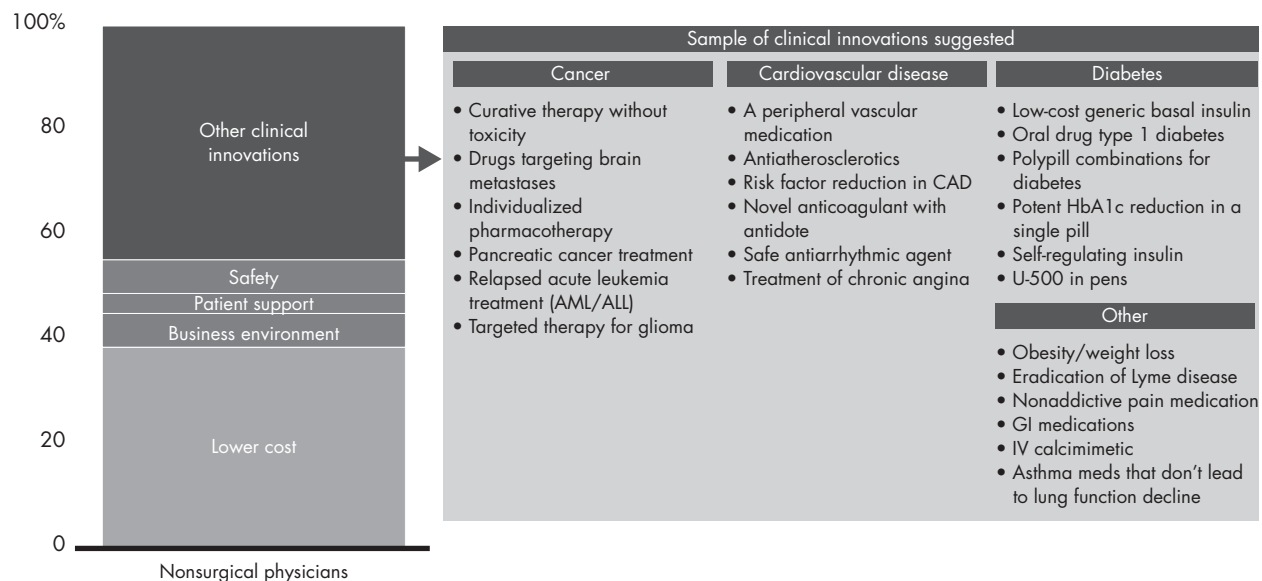 100%
80
60
40
20
0
Other clinical
innovations
Safety
Patient support
Business environment
Lower cost
Nonsurgical physicians
Sample of clinical innovations suggested
Cancer
• Curative therapy without
toxicity
• Drugs targeting brain
metastases
• Individualized
pharmacotherapy
• Pancreatic cancer treatment
• Relapsed acute leukemia
treatment (AML/ALL)
• Targeted therapy for glioma
Cardiovascular disease
• A peripheral vascular
medication
• Antiatherosclerotics
• Risk factor reduction in CAD
• Novel anticoagulant with
antidote
• Safe antiarrhythmic agent
• Treatment of chronic angina
Diabetes
• Low-cost generic basal insulin
• Oral drug type 1 diabetes
• Polypill combinations for
diabetes
• Potent HbA1c reduction in a
single pill
• Self-regulating insulin
• U-500 in pens
Other
• Obesity/weight loss
• Eradication of Lyme disease
• Nonaddictive pain medication
• GI medications
• IV calcimimetic
• Asthma meds that don’t lead
to lung function decline